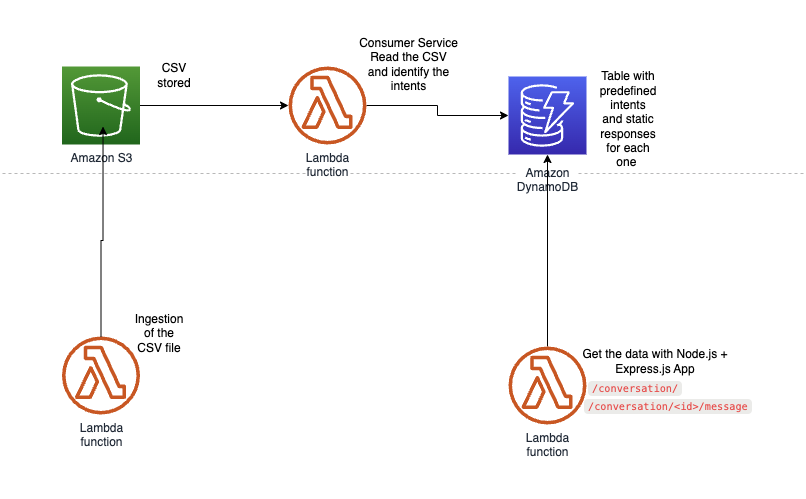 CSV
stored
Amazon S3
Consumer Service
Read the CSV
and identify the
intents
Lambda
function
Table with
predefined
intents
and static
responses
for each
one
Amazon
DynamoDB
Ingestion
of the
CSV file
Lambda
function
Get the data with Node.js +
Express.js App
/conversation/
/conversation/<id>/message
Lambda
function